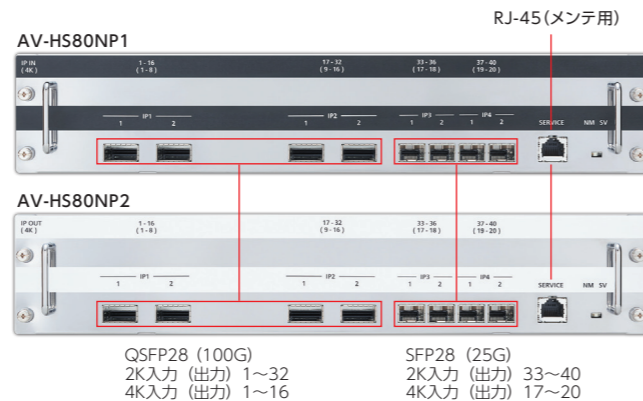 RJ-45（メンテ用）
AV-HS80NP1
IP IN 1-16 17-32 33-36 37-40
(4K) (1-8) (9-16) (17-18) (19-20)
IP1 IP2 IP3 IP4
1 2 1 2 1 2 1 2 SERVICE NM SV
AV-HS80NP2
IP OUT 1-16 17-32 33-36 37-40
(4K) (1-8) (9-16) (17-18) (19-20)
IP1 IP2 IP3 IP4
1 2 1 2 1 2 1 2 SERVICE NM SV
QSFP28（100G）
2K入力（出力）1～32
4K入力（出力）1～16
SFP28（25G）
2K入力（出力）33～40
4K入力（出力）17～20